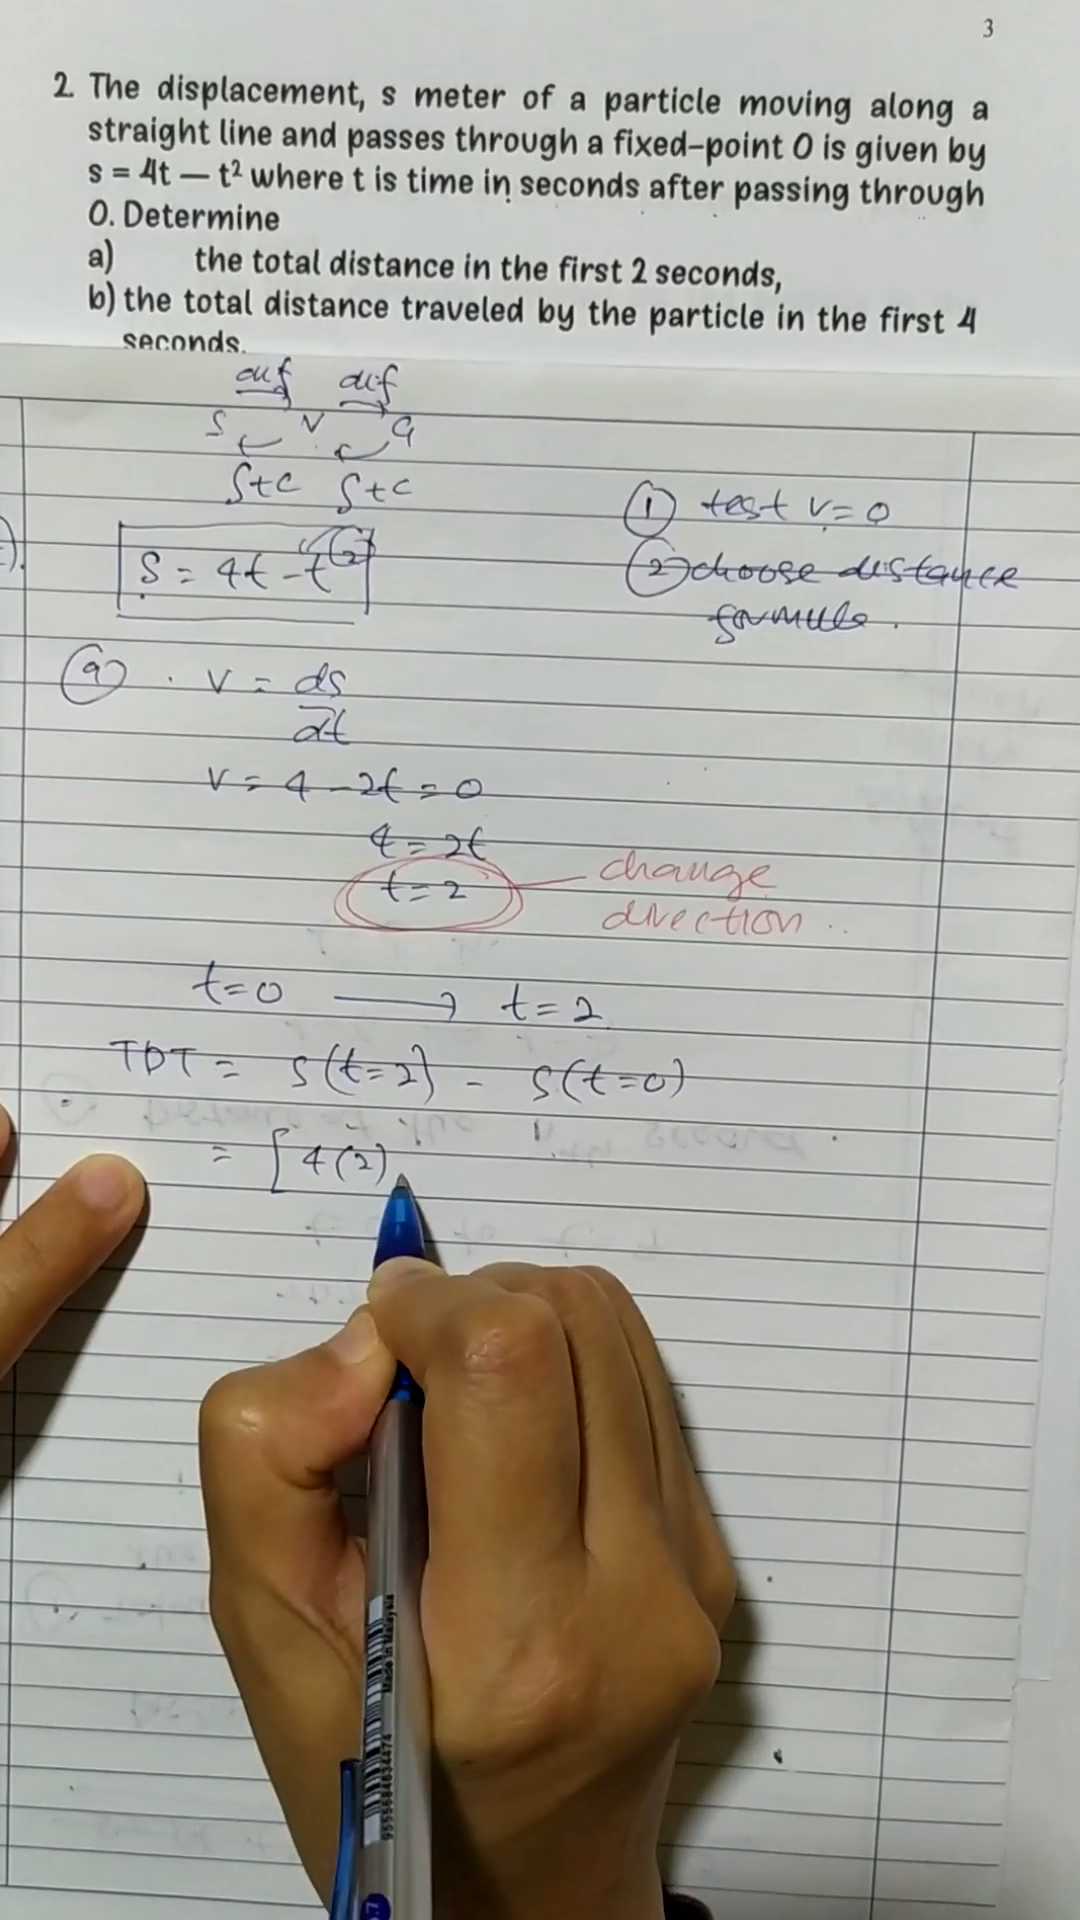 3
2. The displacement, s meter of a particle moving along a
straight line and passes through a fixed-point O is given by
s = 4t — t² where t is time in seconds after passing through
O. Determine
a) the total distance in the first 2 seconds,
b) the total distance traveled by the particle in the first 4
seconds.
dif dif
S V a
∫+c ∫+c
① test v=0
S = 4t - t²
② choose distance
formula.
ⓐ . v = ds
dt
v = 4 - 2t = 0
4 = 2t
t = 2
change
direction ..
t=0 → t=2
TDT = s(t=2) - s(t=0)
= [4(2)
Made in Malaysia
9555684634474